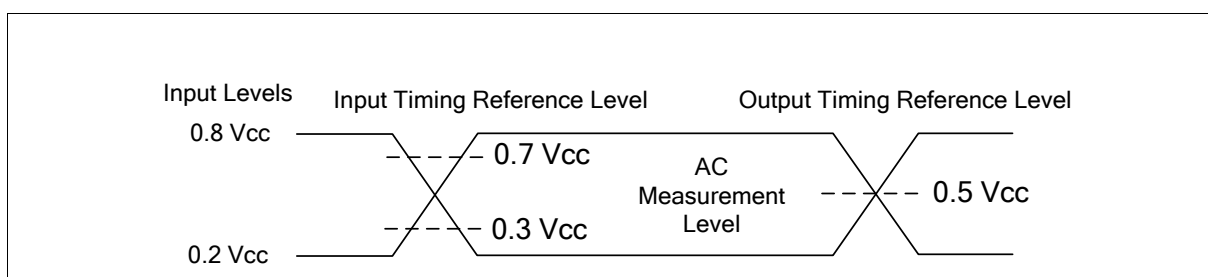 Input Levels
Input Timing Reference Level
Output Timing Reference Level
0.8 Vcc
0.7 Vcc
AC
Measurement
Level
0.5 Vcc
0.3 Vcc
0.2 Vcc